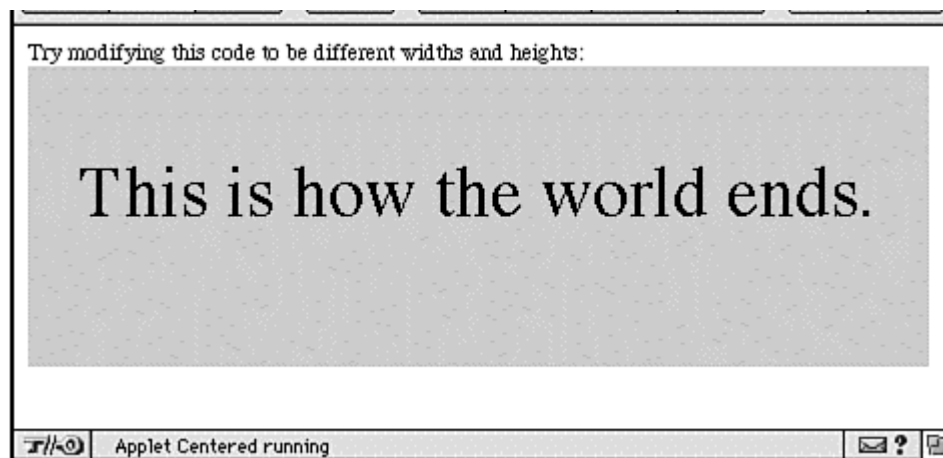 Try modifying this code to be different widths and heights:
This is how the world ends.
Applet Centered running
?